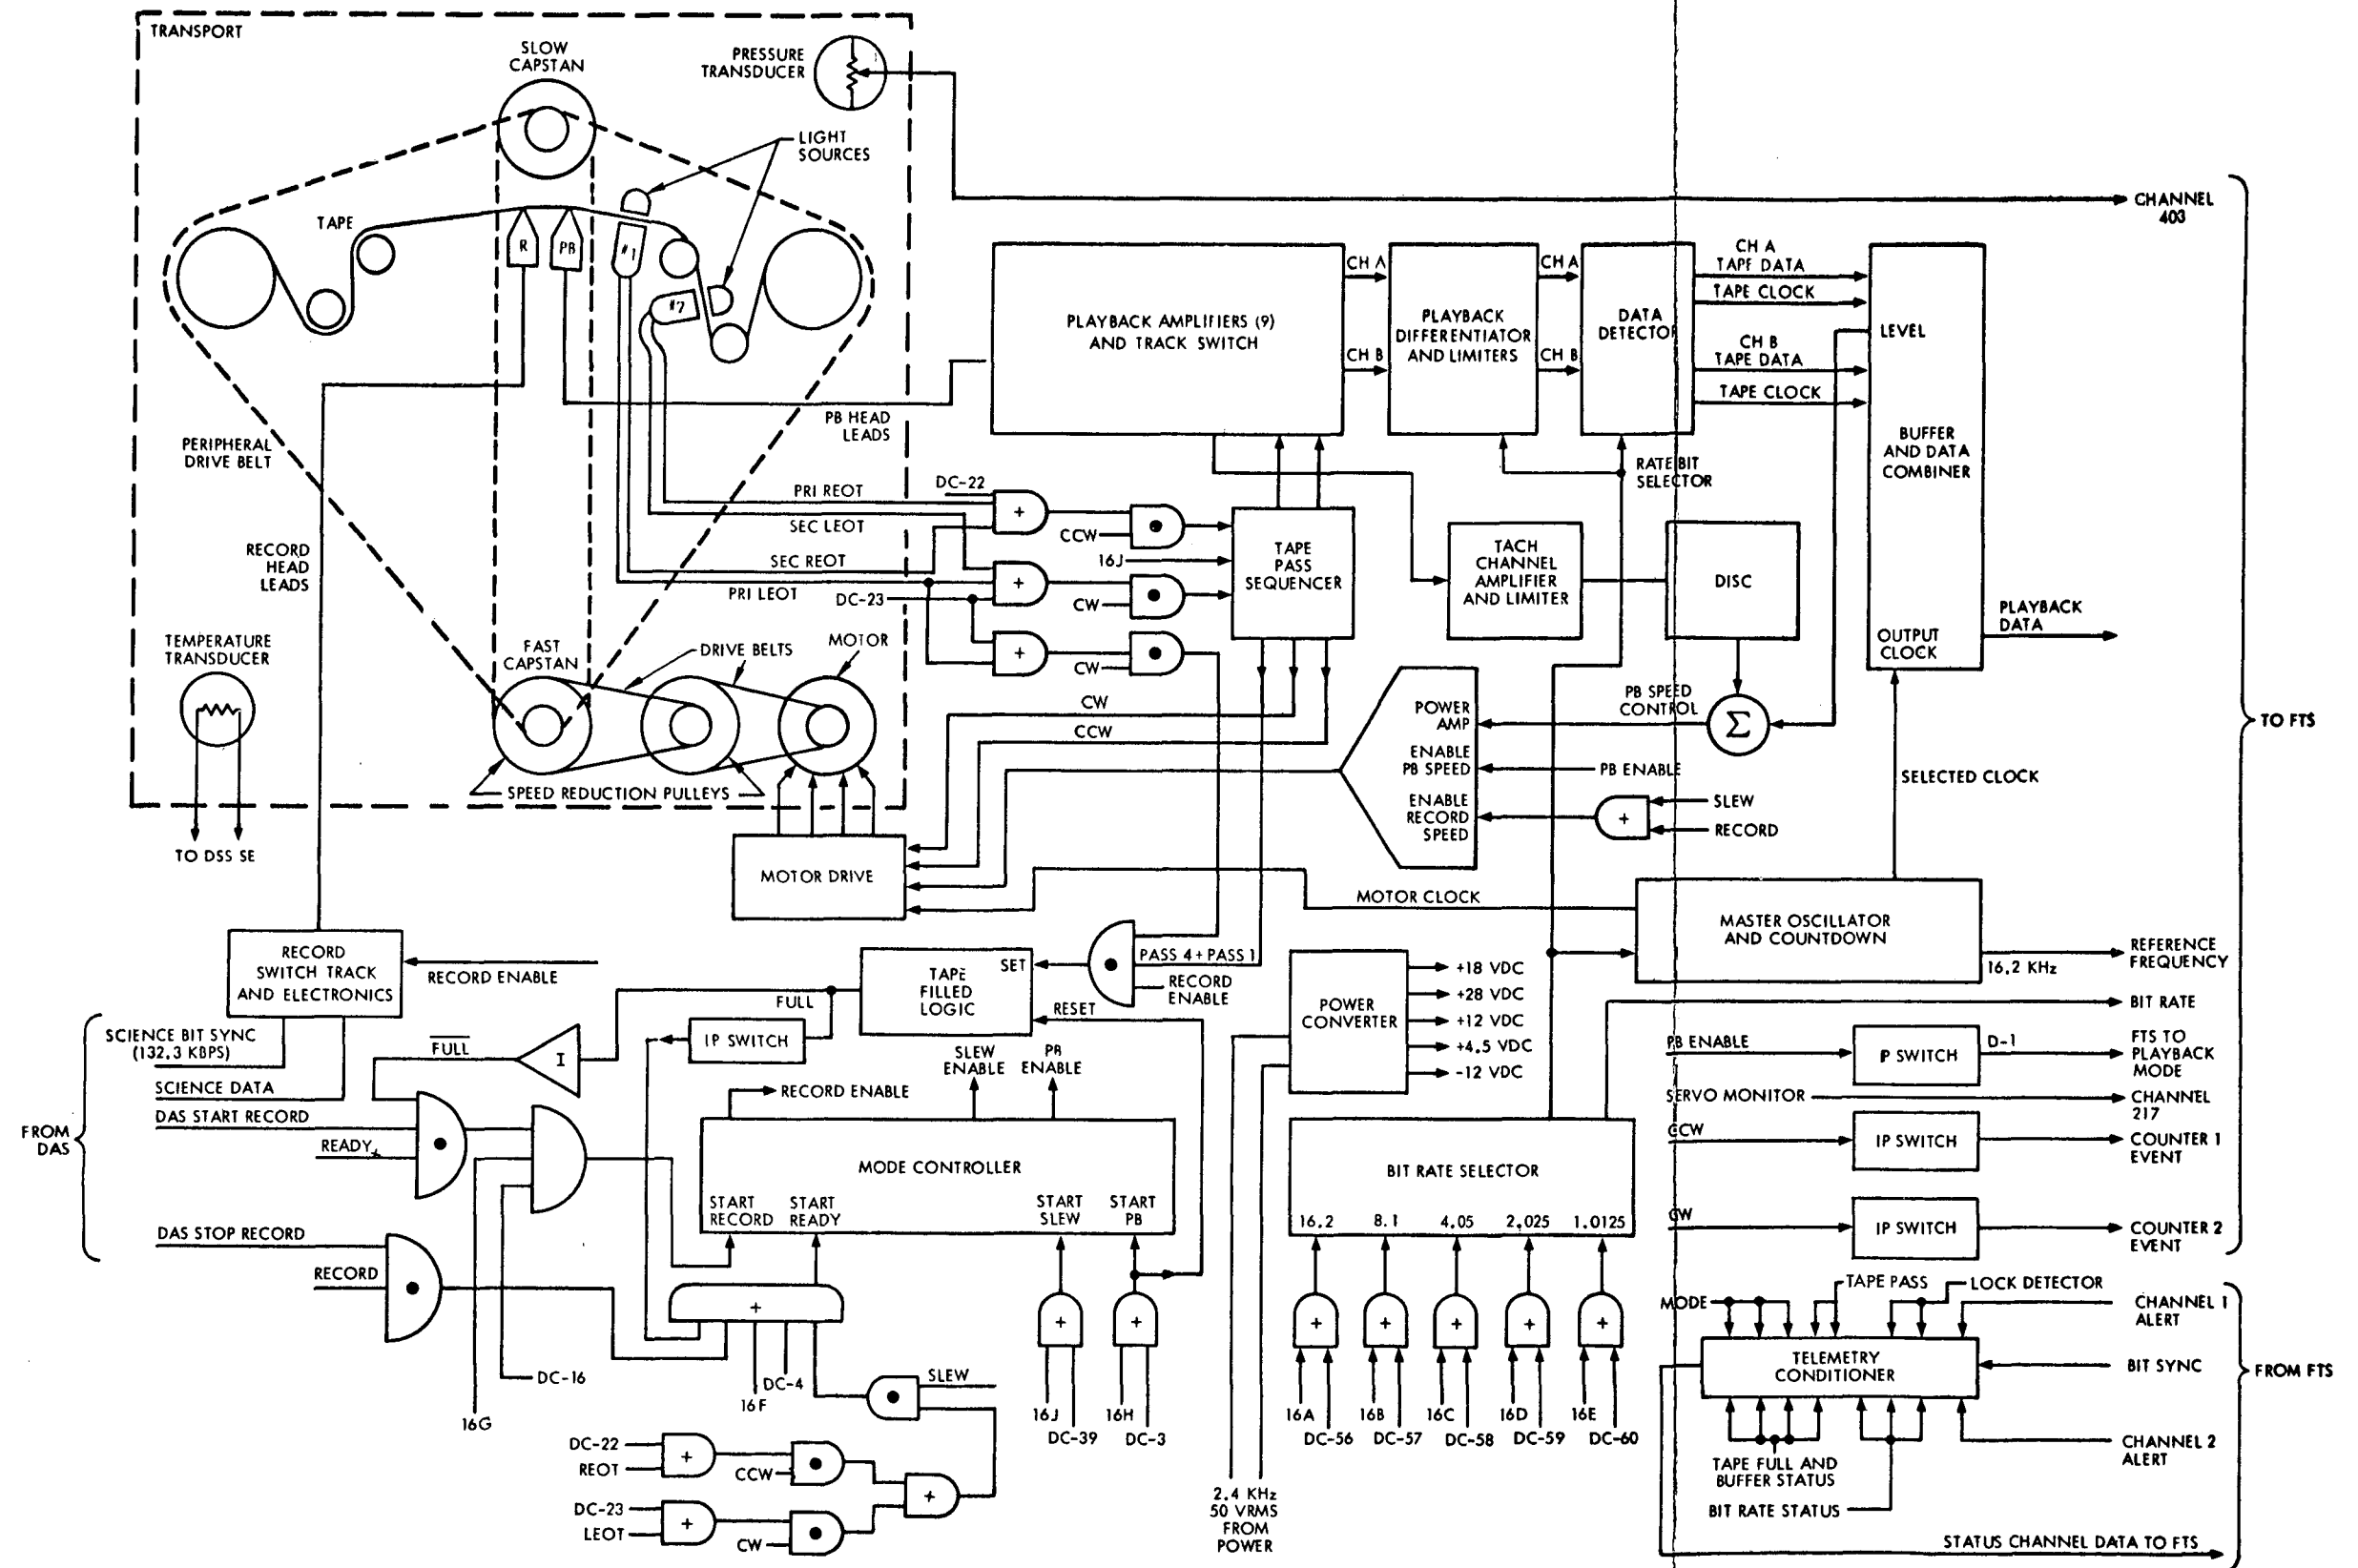 TRANSPORT
SLOW
CAPSTAN
PRESSURE
TRANSDUCER
LIGHT
SOURCES
TAPE
R
PB
#1
PERIPHERAL
DRIVE BELT
PB HEAD
LEADS
RECORD
HEAD
LEADS
TEMPERATURE
TRANSDUCER
TO DSS SE
FAST
CAPSTAN
DRIVE BELTS
MOTOR
SPEED REDUCTION PULLEYS
MOTOR DRIVE
PRI REOT
SEC LEOT
SEC REOT
PRI LEOT
DC-22
DC-23
+
+
+
CCW
16J
CW
CW
CW
CCW
TAPE
PASS
SEQUENCER
PLAYBACK AMPLIFIERS (9)
AND TRACK SWITCH
CH A
CH B
PLAYBACK
DIFFERENTIATOR
AND LIMITERS
CH A
CH B
DATA
DETECTOR
CH A
TAPE DATA
TAPE CLOCK
CH B
TAPE DATA
TAPE CLOCK
LEVEL
BUFFER
AND DATA
COMBINER
OUTPUT
CLOCK
CHANNEL
403
PLAYBACK
DATA
RATE BIT
SELECTOR
TACH
CHANNEL
AMPLIFIER
AND LIMITER
DISC
PB SPEED
CONTROL
Σ
POWER
AMP
ENABLE
PB SPEED
ENABLE
RECORD
SPEED
PB ENABLE
+
SLEW
RECORD
SELECTED CLOCK
TO FTS
MOTOR CLOCK
MASTER OSCILLATOR
AND COUNTDOWN
16.2 KHz
REFERENCE
FREQUENCY
BIT RATE
RECORD
SWITCH TRACK
AND ELECTRONICS
RECORD ENABLE
FULL
TAPE
FILLED
LOGIC
SET
RESET
PASS 4 + PASS 1
RECORD
ENABLE
POWER
CONVERTER
+18 VDC
+28 VDC
+12 VDC
+4.5 VDC
-12 VDC
IP SWITCH
I
FULL
SCIENCE BIT SYNC
(132.3 KBPS)
SCIENCE DATA
DAS START RECORD
READY
FROM
DAS
DAS STOP RECORD
RECORD
SLEW
ENABLE
PB
ENABLE
RECORD ENABLE
MODE CONTROLLER
START
RECORD
START
READY
START
SLEW
START
PB
BIT RATE SELECTOR
16.2
8.1
4.05
2.025
1.0125
PB ENABLE
IP SWITCH
D-1
FTS TO
PLAYBACK
MODE
SERVO MONITOR
CHANNEL
217
CCW
IP SWITCH
COUNTER 1
EVENT
CW
IP SWITCH
COUNTER 2
EVENT
+
+
+
+
+
+
+
+
DC-16
16G
16F
DC-4
SLEW
16J
DC-39
16H
DC-3
16A
DC-56
16B
DC-57
16C
DC-58
16D
DC-59
16E
DC-60
DC-22
REOT
+
CCW
DC-23
LEOT
+
CW
+
2.4 KHz
50 VRMS
FROM
POWER
MODE
TAPE PASS
LOCK DETECTOR
CHANNEL 1
ALERT
TELEMETRY
CONDITIONER
BIT SYNC
FROM FTS
CHANNEL 2
ALERT
TAPE FULL AND
BUFFER STATUS
BIT RATE STATUS
STATUS CHANNEL DATA TO FTS